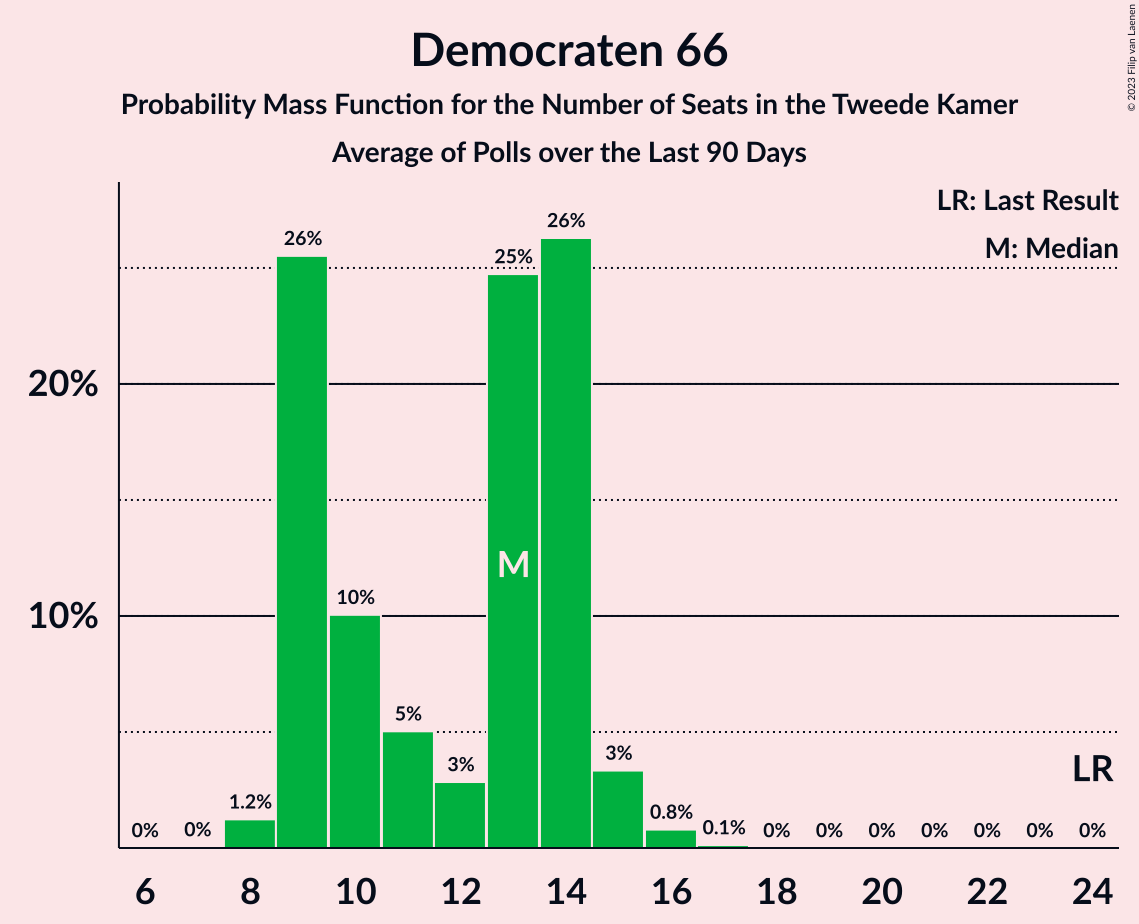 Democraten 66
Probability Mass Function for the Number of Seats in the Tweede Kamer
Average of Polls over the Last 90 Days
© 2023 Filip van Laenen
LR: Last Result
M: Median
20%
10%
0%
0%
1.2%
26%
10%
5%
3%
25%
26%
3%
0.8%
0.1%
0%
0%
0%
0%
0%
0%
0%
M
LR
6 8 10 12 14 16 18 20 22 24